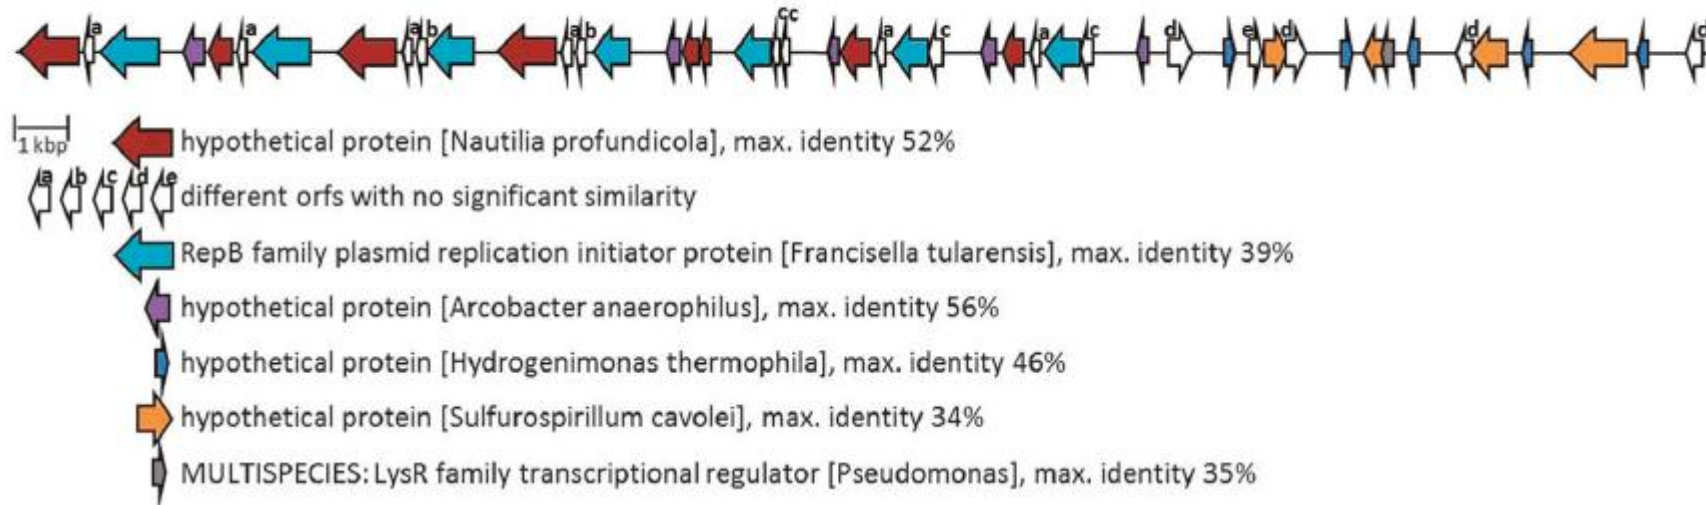 cc
a a a b a b a c a c d e d d d
1 kbp
hypothetical protein [Nautilia profundicola], max. identity 52%
a b c d e
different orfs with no significant similarity
RepB family plasmid replication initiator protein [Francisella tularensis], max. identity 39%
hypothetical protein [Arcobacter anaerophilus], max. identity 56%
hypothetical protein [Hydrogenimonas thermophila], max. identity 46%
hypothetical protein [Sulfurospirillum cavolei], max. identity 34%
MULTISPECIES: LysR family transcriptional regulator [Pseudomonas], max. identity 35%